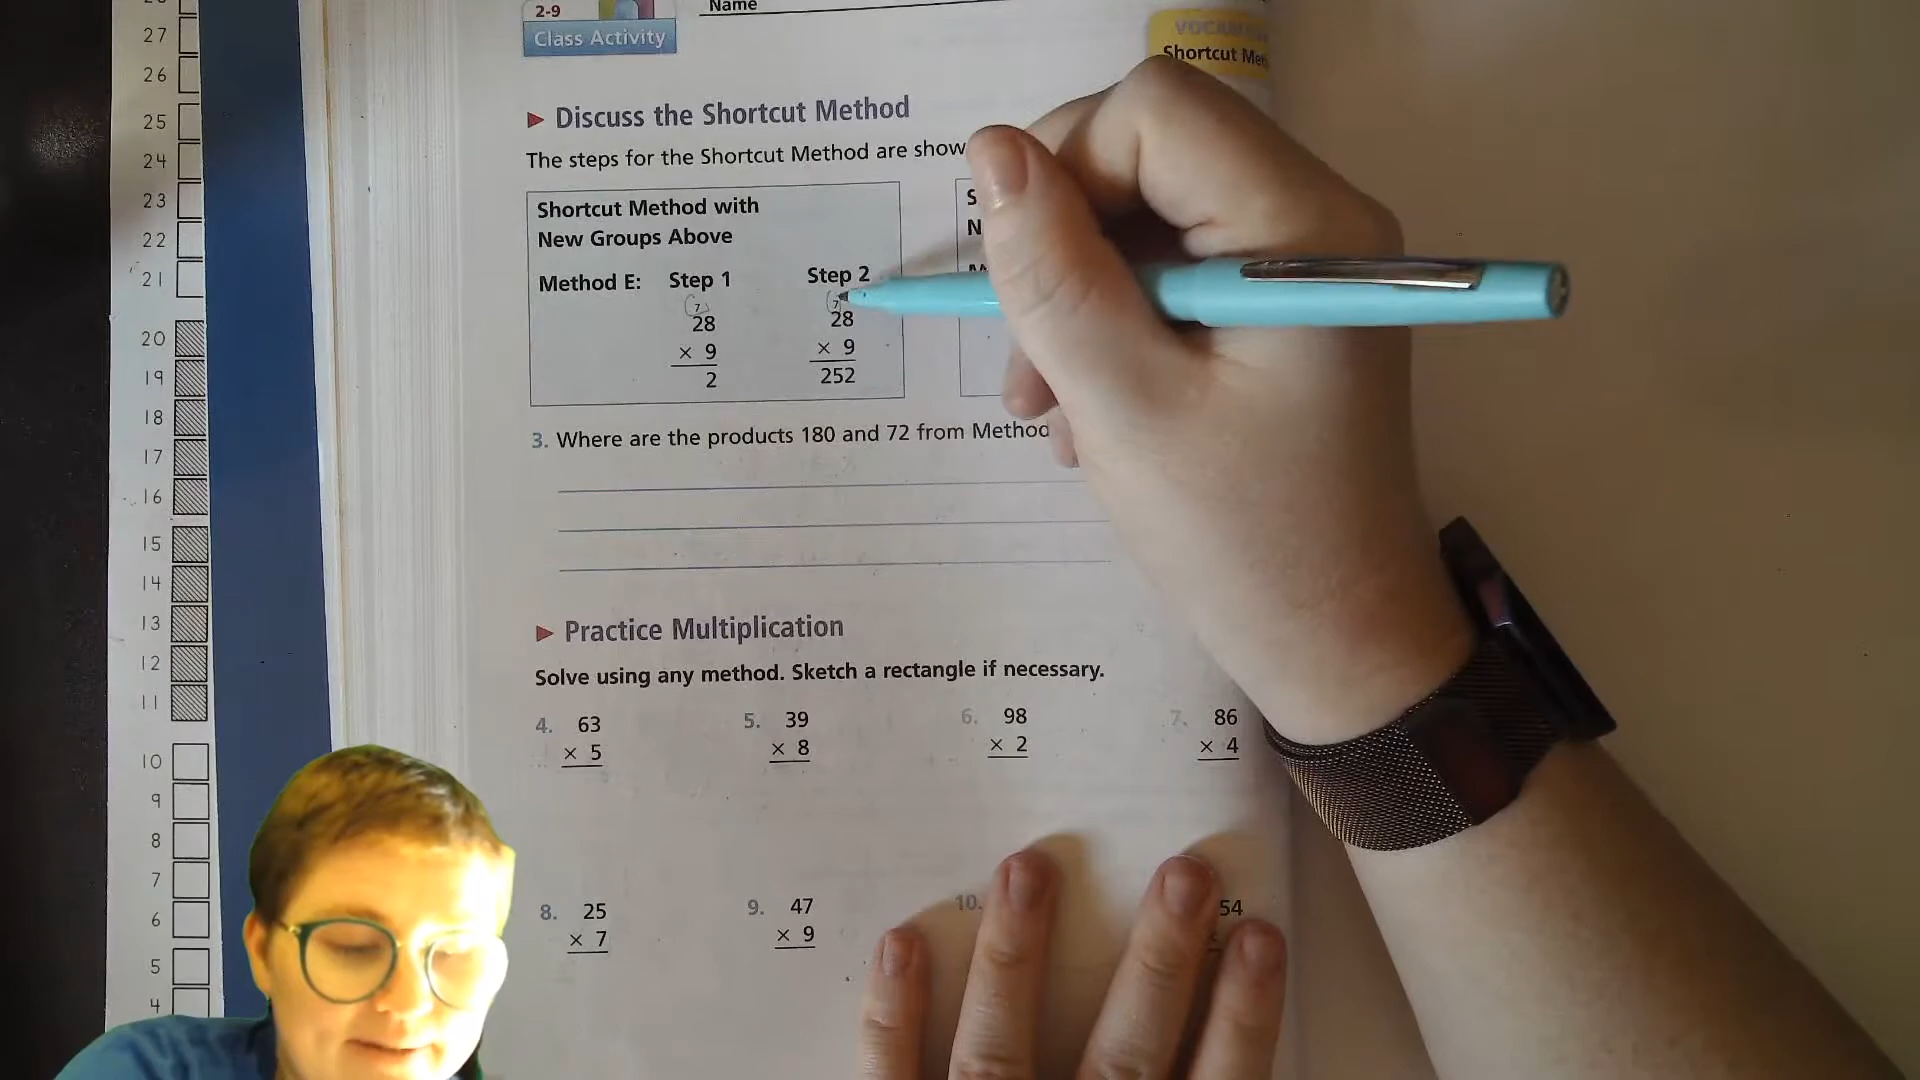 2-9
Name
Class Activity
Shortcut
Discuss the Shortcut Method
The steps for the Shortcut Method are
Shortcut Method with
New Groups Above
Method E: Step 1 Step 2
7 7
28 28
× 9 × 9
2 252
3. Where are the products 180 and 72 from Method
Practice Multiplication
Solve using any method. Sketch a rectangle if necessary.
4. 63 5. 39 6. 98 7. 86
× 5 × 8 × 2 × 4
8. 25 9. 47 10. 54
× 7 × 9
27
26
25
24
23
22
21
20
19
18
17
16
15
14
13
12
11
10
9
8
7
6
5
4